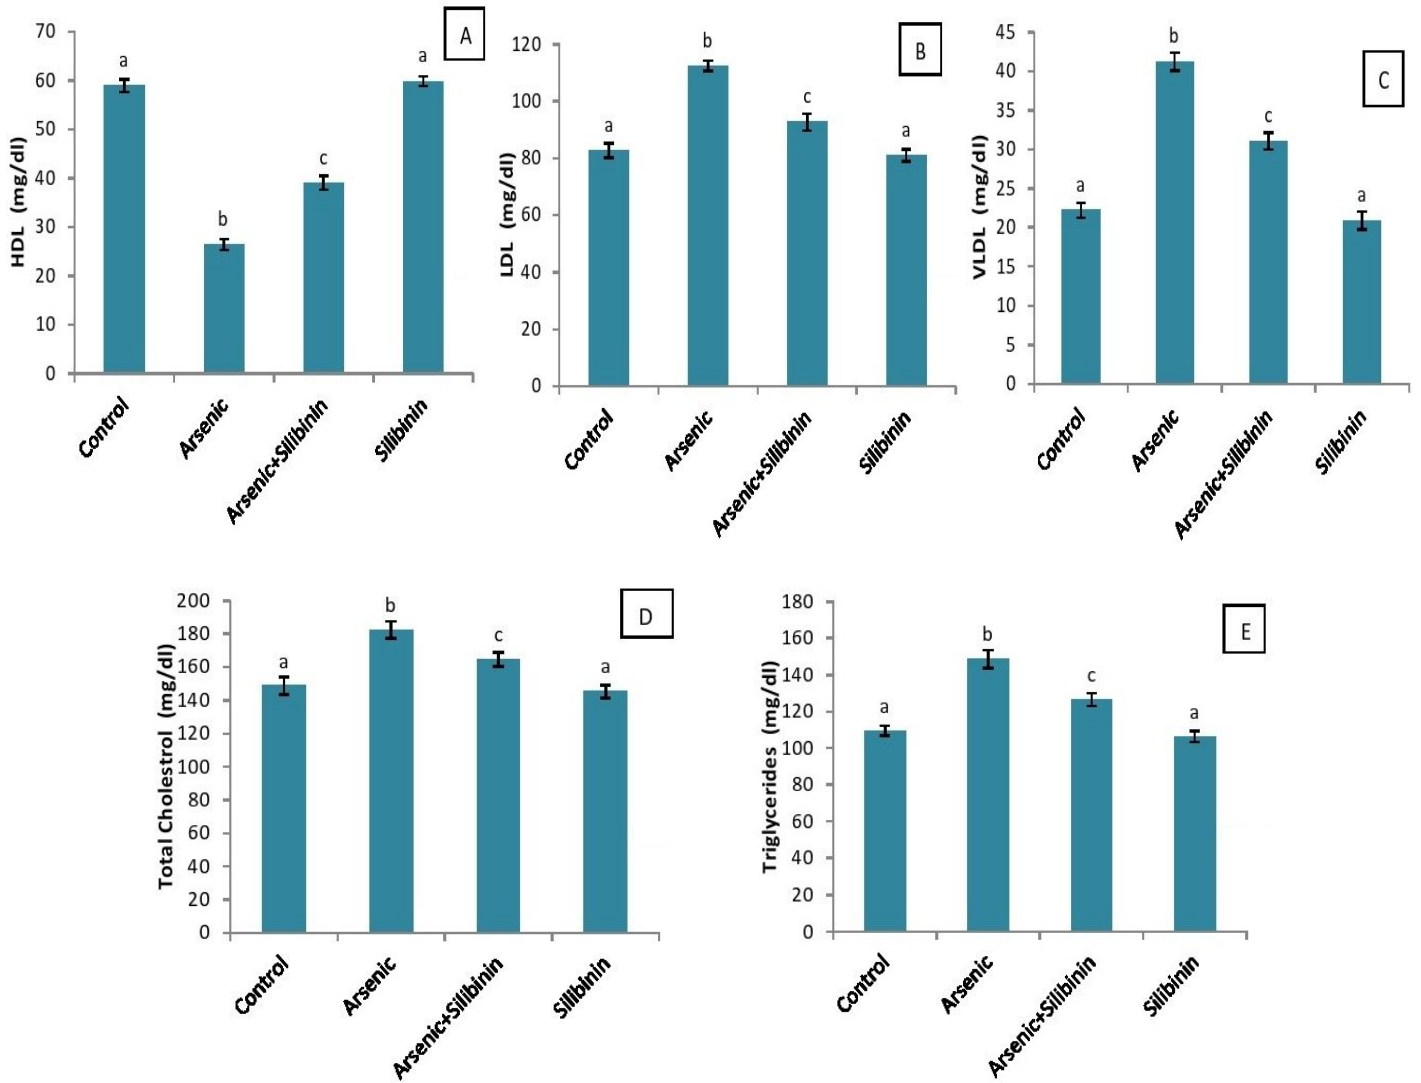 A
HDL (mg/dl)
70
60
50
40
30
20
10
0
a
b
c
a
Control
Arsenic
Arsenic+Silibinin
Silibinin
B
LDL (mg/dl)
120
100
80
60
40
20
0
a
b
c
a
Control
Arsenic
Arsenic+Silibinin
Silibinin
C
VLDL (mg/dl)
45
40
35
30
25
20
15
10
5
0
a
b
c
a
Control
Arsenic
Arsenic+Silibinin
Silibinin
D
Total Cholestrol (mg/dl)
200
180
160
140
120
100
80
60
40
20
0
a
b
c
a
Control
Arsenic
Arsenic+Silibinin
Silibinin
E
Triglycerides (mg/dl)
180
160
140
120
100
80
60
40
20
0
a
b
c
a
Control
Arsenic
Arsenic+Silibinin
Silibinin